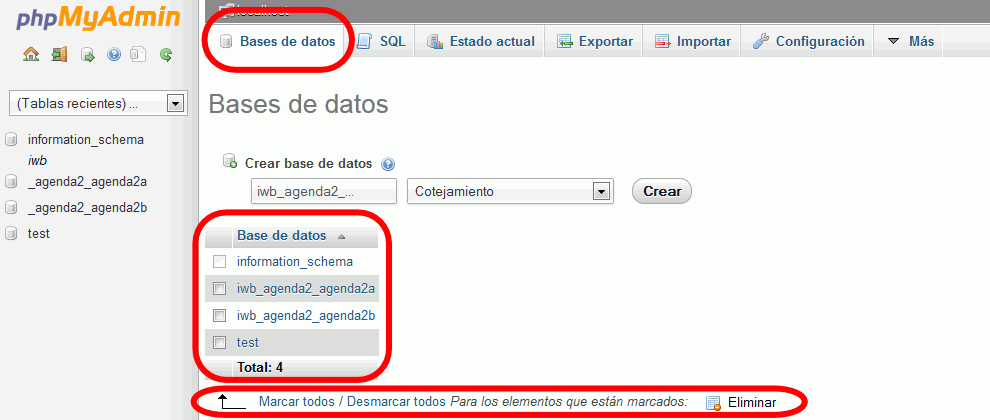 phpMyAdmin
localhost
Bases de datos SQL Estado actual Exportar Importar Configuración Más
(Tablas recientes) ...
information_schema
iwb
_agenda2_agenda2a
_agenda2_agenda2b
test
Bases de datos
Crear base de datos
iwb_agenda2_... Cotejamiento Crear
Base de datos
information_schema
iwb_agenda2_agenda2a
iwb_agenda2_agenda2b
test
Total: 4
Marcar todos / Desmarcar todos Para los elementos que están marcados: Eliminar